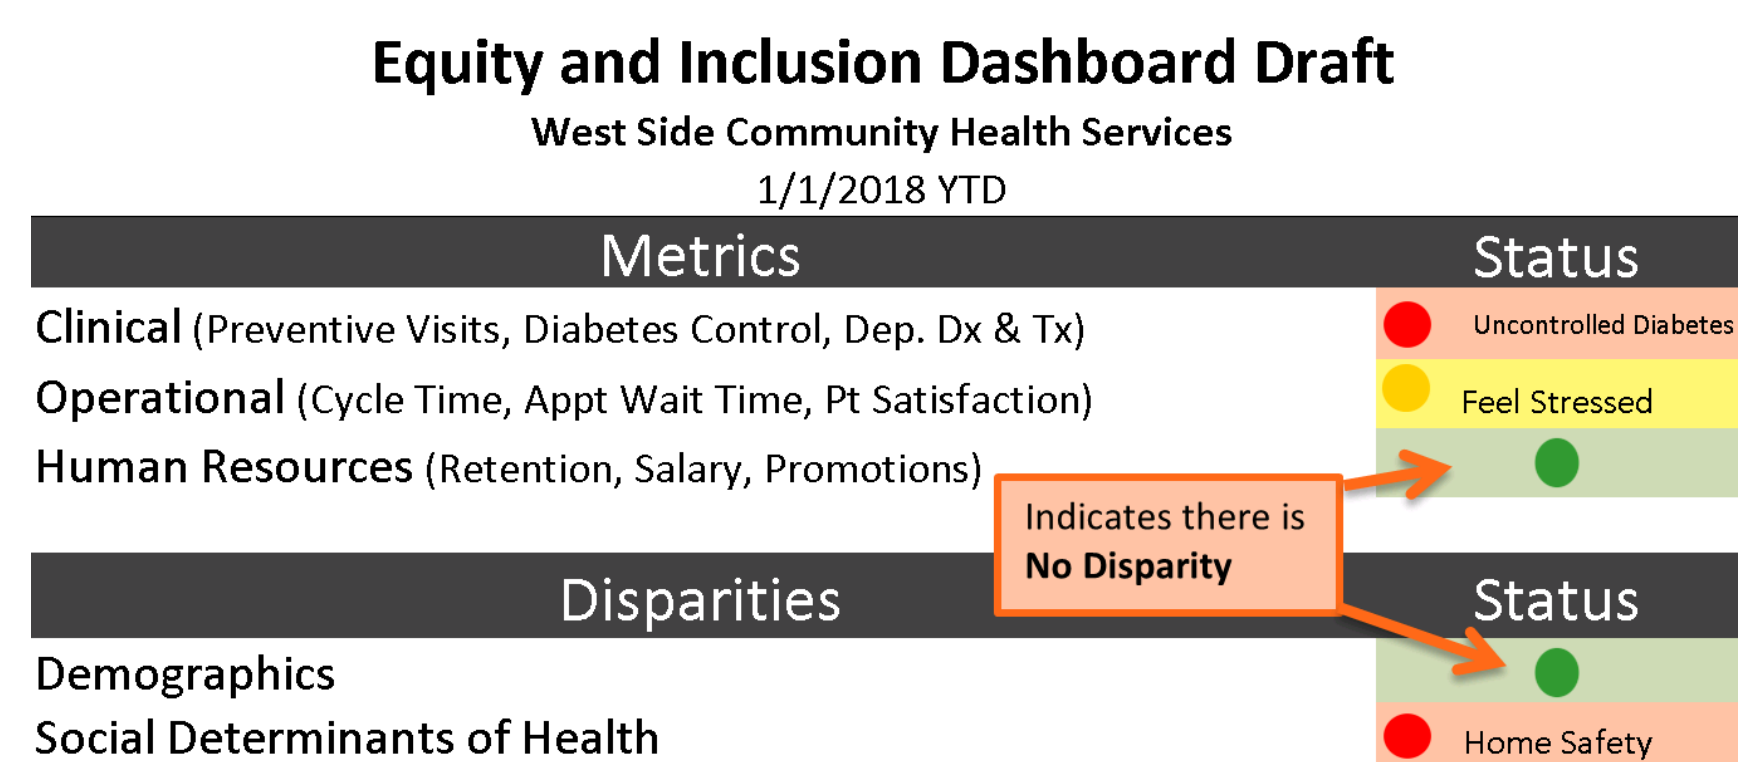 Equity and Inclusion Dashboard Draft
West Side Community Health Services
1/1/2018 YTD
Metrics Status
Clinical (Preventive Visits, Diabetes Control, Dep. Dx & Tx) Uncontrolled Diabetes
Operational (Cycle Time, Appt Wait Time, Pt Satisfaction) Feel Stressed
Human Resources (Retention, Salary, Promotions)
Indicates there is
No Disparity
Disparities Status
Demographics
Social Determinants of Health Home Safety